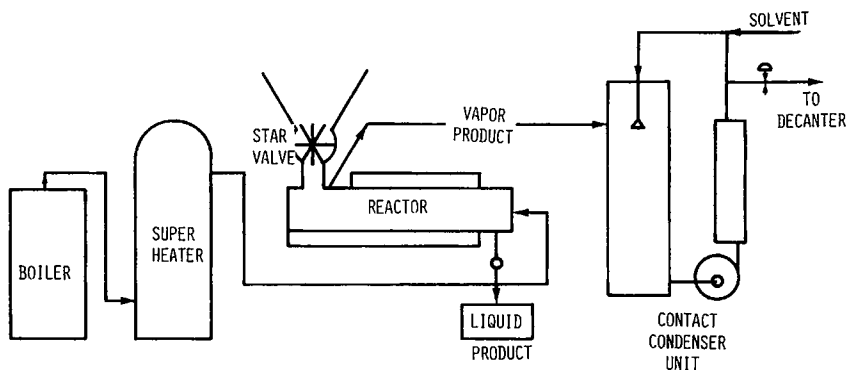 SOLVENT
TO
DECANTER
VAPOR
PRODUCT
STAR
VALVE
REACTOR
SUPER
HEATER
BOILER
LIQUID
PRODUCT
CONTACT
CONDENSER
UNIT